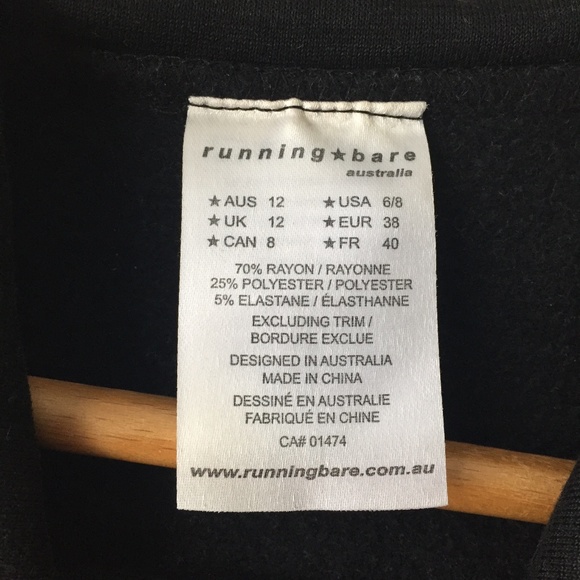 running★bare
australia
★AUS 12 ★USA 6/8
★UK 12 ★EUR 38
★CAN 8 ★FR 40
70% RAYON / RAYONNE
25% POLYESTER / POLYESTER
5% ELASTANE / ÉLASTHANNE
EXCLUDING TRIM /
BORDURE EXCLUE
DESIGNED IN AUSTRALIA
MADE IN CHINA
DESSINÉ EN AUSTRALIE
FABRIQUÉ EN CHINE
CA# 01474
www.runningbare.com.au